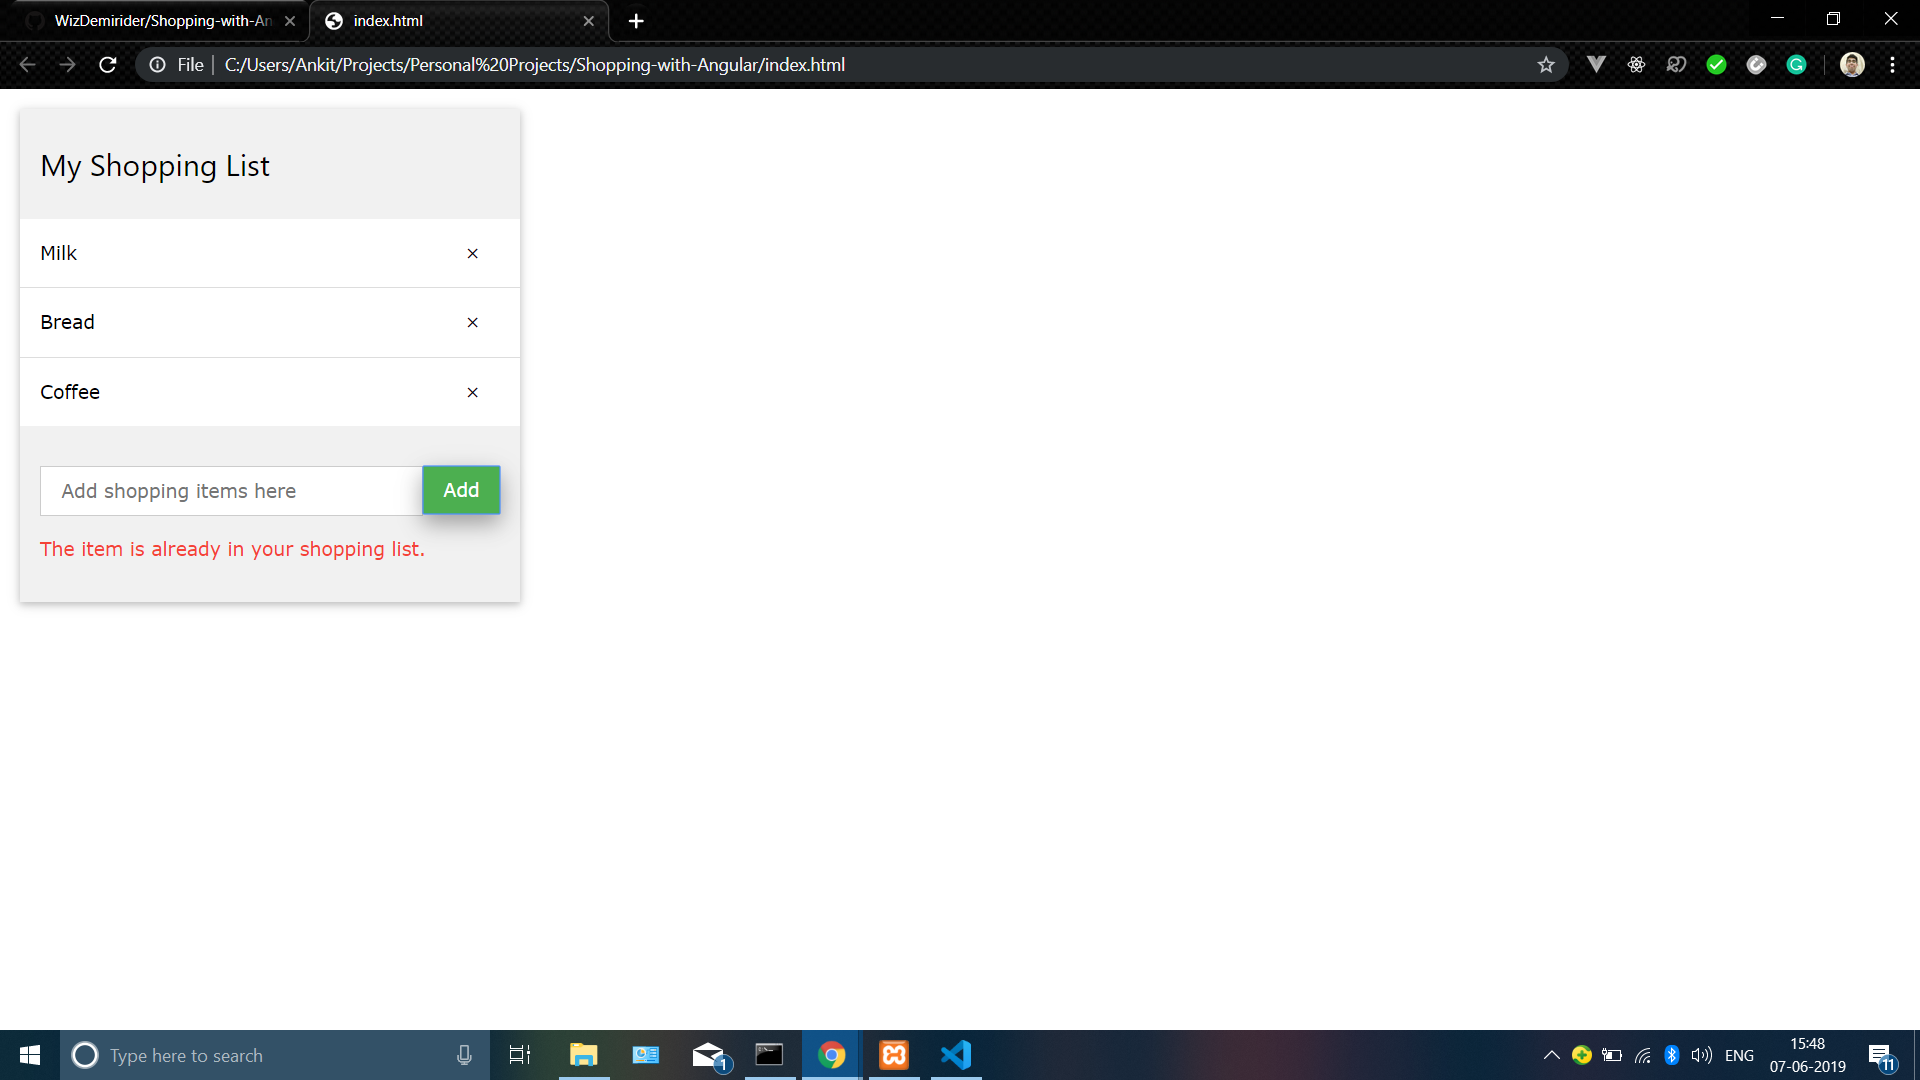 WizDemirider/Shopping-with-An
index.html
File
C:/Users/Ankit/Projects/Personal%20Projects/Shopping-with-Angular/index.html
My Shopping List
Milk ×
Bread ×
Coffee ×
Add shopping items here Add
The item is already in your shopping list.
Type here to search
1
ENG
15:48
07-06-2019
11